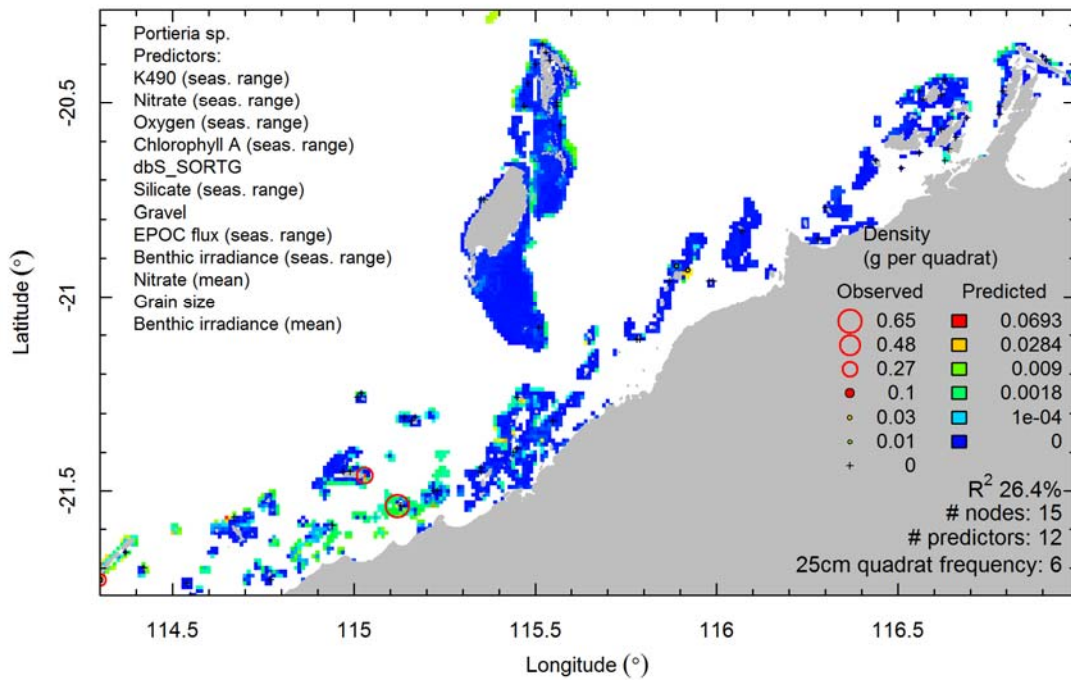 Portieria sp.
Predictors:
K490 (seas. range)
Nitrate (seas. range)
Oxygen (seas. range)
Chlorophyll A (seas. range)
dbS_SORTG
Silicate (seas. range)
Gravel
EPOC flux (seas. range)
Benthic irradiance (seas. range)
Nitrate (mean)
Grain size
Benthic irradiance (mean)
Density
(g per quadrat)
Observed Predicted
0.65 0.0693
0.48 0.0284
0.27 0.009
0.1 0.0018
0.03 1e-04
0.01 0
0
R² 26.4%
# nodes: 15
# predictors: 12
25cm quadrat frequency: 6
-20.5
-21
-21.5
Latitude (°)
114.5 115 115.5 116 116.5
Longitude (°)